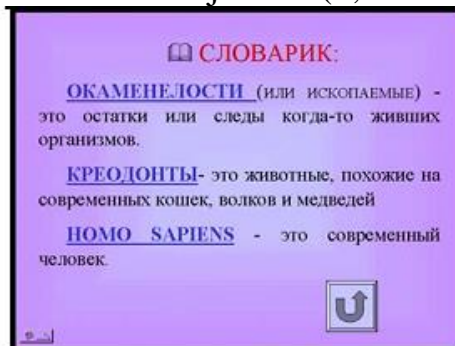 СЛОВАРИК:
ОКАМЕНЕЛОСТИ (ИЛИ ИСКОПАЕМЫЕ) -
это остатки или следы когда-то живших
организмов.
КРЕОДОНТЫ- это животные, похожие на
современных кошек, волков и медведей
HOMO SAPIENS - это современный
человек.